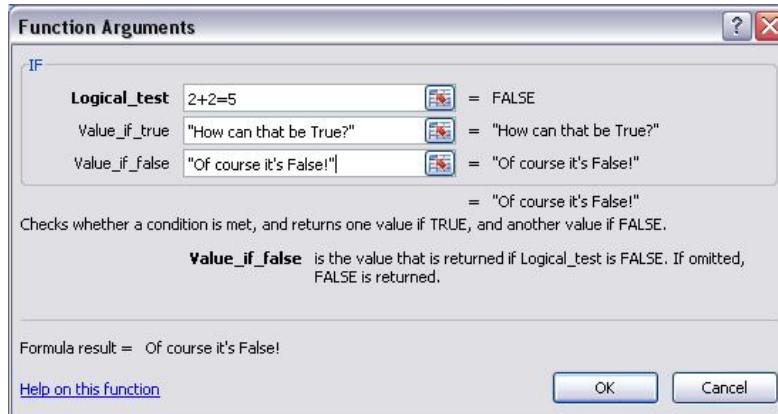 Function Arguments
?
IF
Logical_test 2+2=5 = FALSE
Value_if_true "How can that be True?" = "How can that be True?"
Value_if_false "Of course it's False!" = "Of course it's False!"
= "Of course it's False!"
Checks whether a condition is met, and returns one value if TRUE, and another value if FALSE.
Value_if_false is the value that is returned if Logical_test is FALSE. If omitted,
FALSE is returned.
Formula result = Of course it's False!
Help on this function
OK Cancel